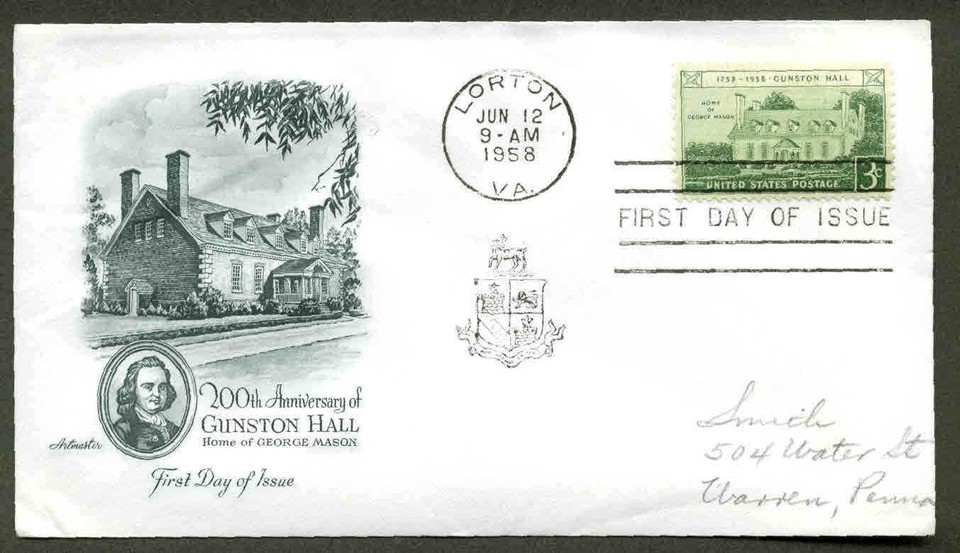 LORTON
JUN 12
9-AM
1958
VA.
1758-1958·GUNSTON HALL
HOME
OF
GEORGE MASON
UNITED STATES POSTAGE 3c
FIRST DAY OF ISSUE
200th Anniversary of
GUNSTON HALL
Home of GEORGE MASON
Artmaster
First Day of Issue
Smith
504 Water St
Warren, Penna